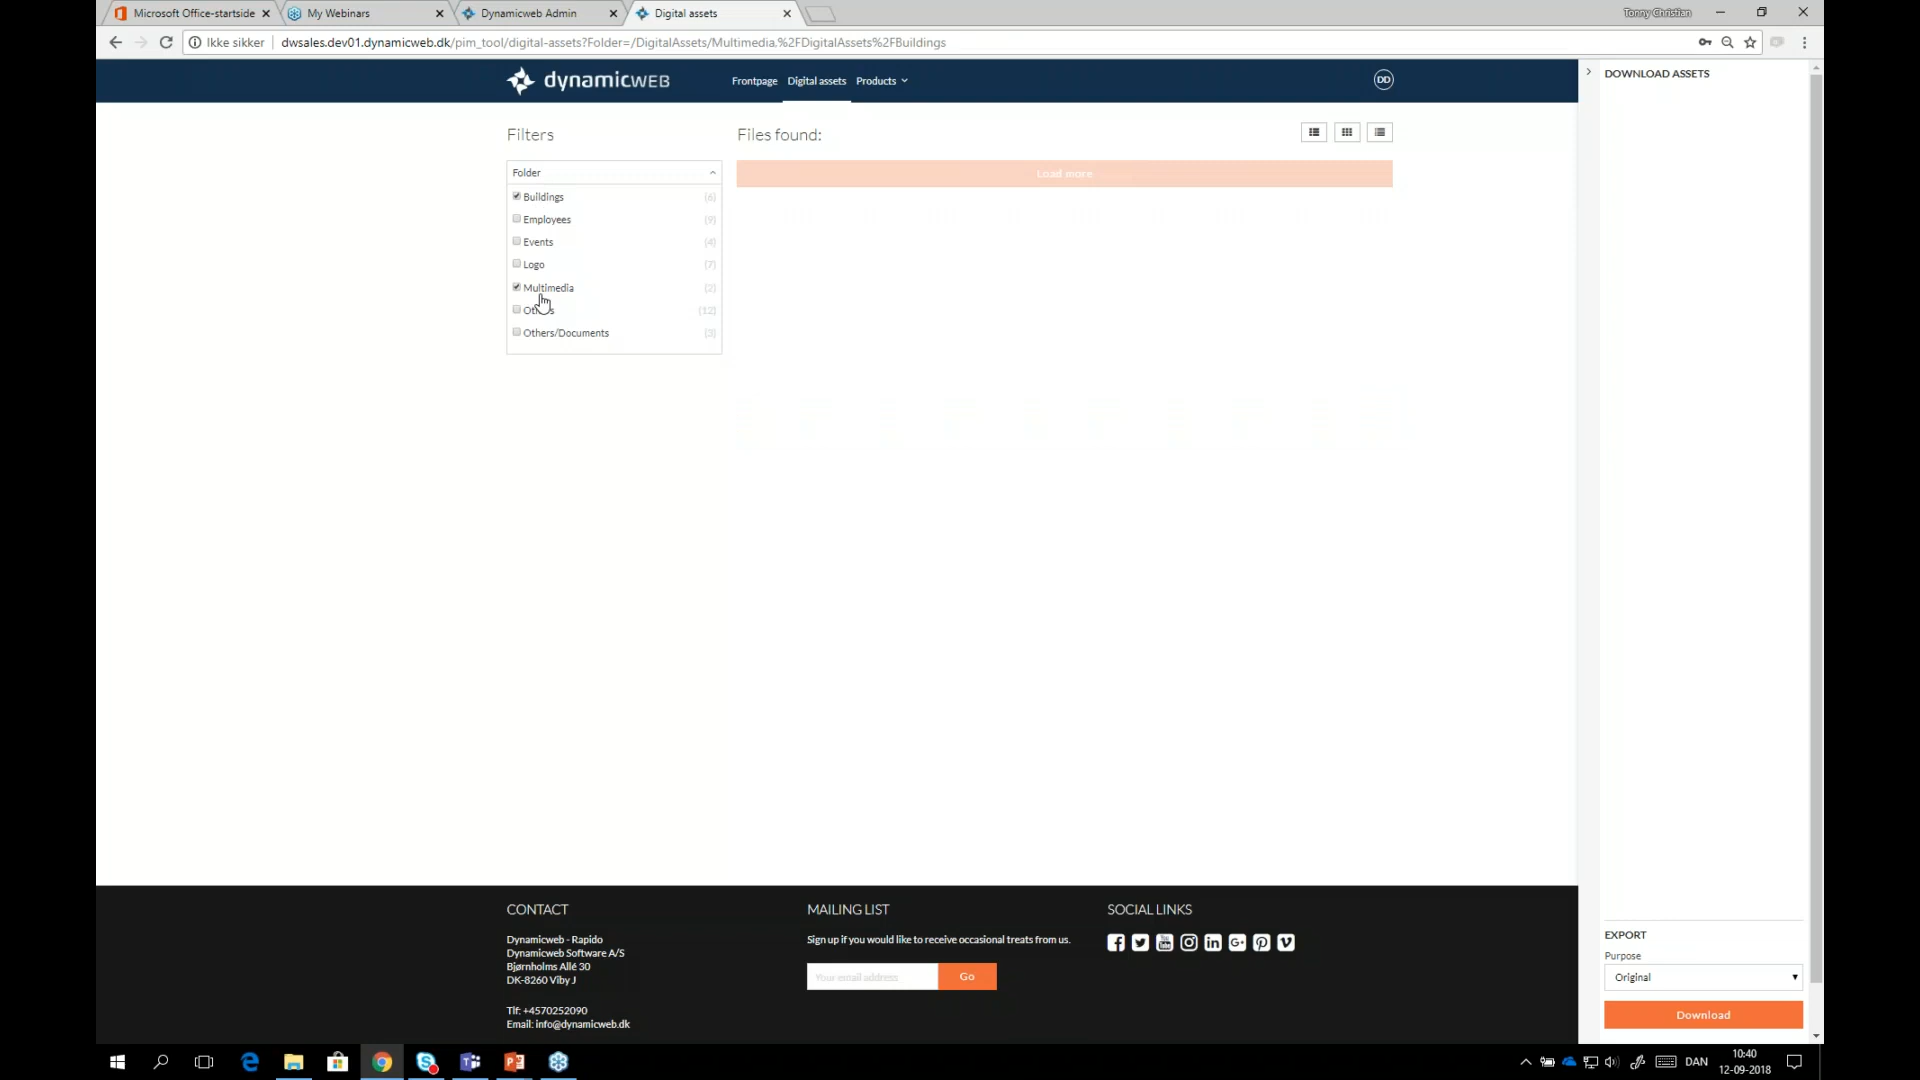 Microsoft Office-startside
My Webinars
Dynamicweb Admin
Digital assets
Tonny Christian
Ikke sikker
dwsales.dev01.dynamicweb.dk/pim_tool/digital-assets?Folder=/DigitalAssets/Multimedia,%2FDigitalAssets%2FBuildings
dynamicWEB
Frontpage
Digital assets
Products
DD
DOWNLOAD ASSETS
Filters
Files found:
Folder
Load more
Buildings (6)
Employees (9)
Events (4)
Logo (7)
Multimedia (2)
(12)
Others/Documents (3)
CONTACT
Dynamicweb - Rapido
Dynamicweb Software A/S
Bjørnholms Allé 30
DK-8260 Viby J
Tlf: +4570252090
Email: info@dynamicweb.dk
MAILING LIST
Sign up if you would like to receive occasional treats from us.
Your email address
Go
SOCIAL LINKS
EXPORT
Purpose
Original
Download
DAN
10:40
12-09-2018